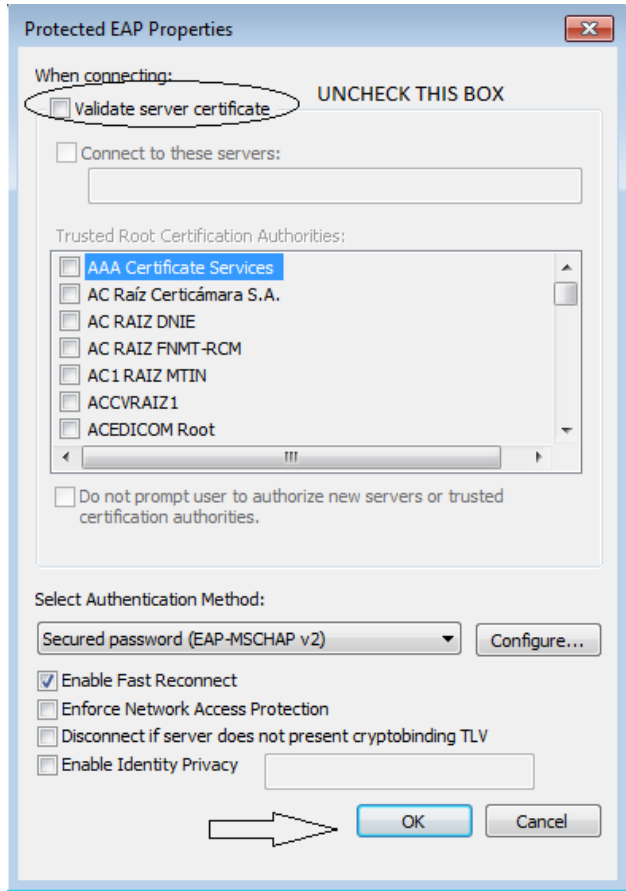 Protected EAP Properties
When connecting:
Validate server certificate
UNCHECK THIS BOX
Connect to these servers:
Trusted Root Certification Authorities:
AAA Certificate Services
AC Raíz Certicámara S.A.
AC RAIZ DNIE
AC RAIZ FNMT-RCM
AC1 RAIZ MTIN
ACCVRAIZ1
ACEDICOM Root
Do not prompt user to authorize new servers or trusted
certification authorities.
Select Authentication Method:
Secured password (EAP-MSCHAP v2)
Configure...
Enable Fast Reconnect
Enforce Network Access Protection
Disconnect if server does not present cryptobinding TLV
Enable Identity Privacy
OK
Cancel